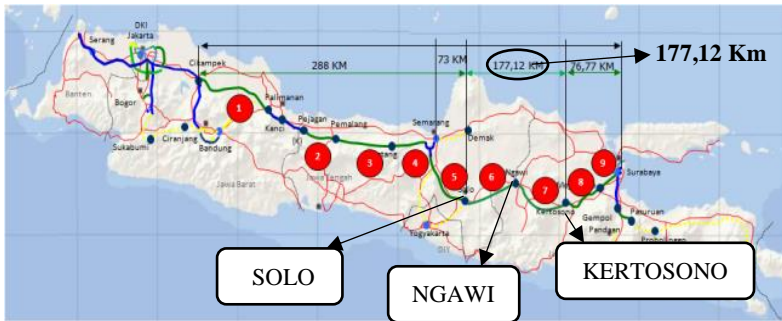 DKI
Jakarta
Serang
Cikampek
288 KM
73 KM
177,12 KM
76,77 KM
177,12 Km
Banten
Bogor
1
Palimanan
Kanci
Pejagan
(X)
Pemalang
Semarang
Demak
Sukabumi
Ciranjang
Bandung
2
3
4
5
6
Ngawi
7
8
9
Surabaya
Jawa Barat
Jawa Tengah
Solo
Kertosono
Gempol
Pandaan
Pasuruan
Yogyakarta
DIY
Probolinggo
SOLO
NGAWI
KERTOSONO